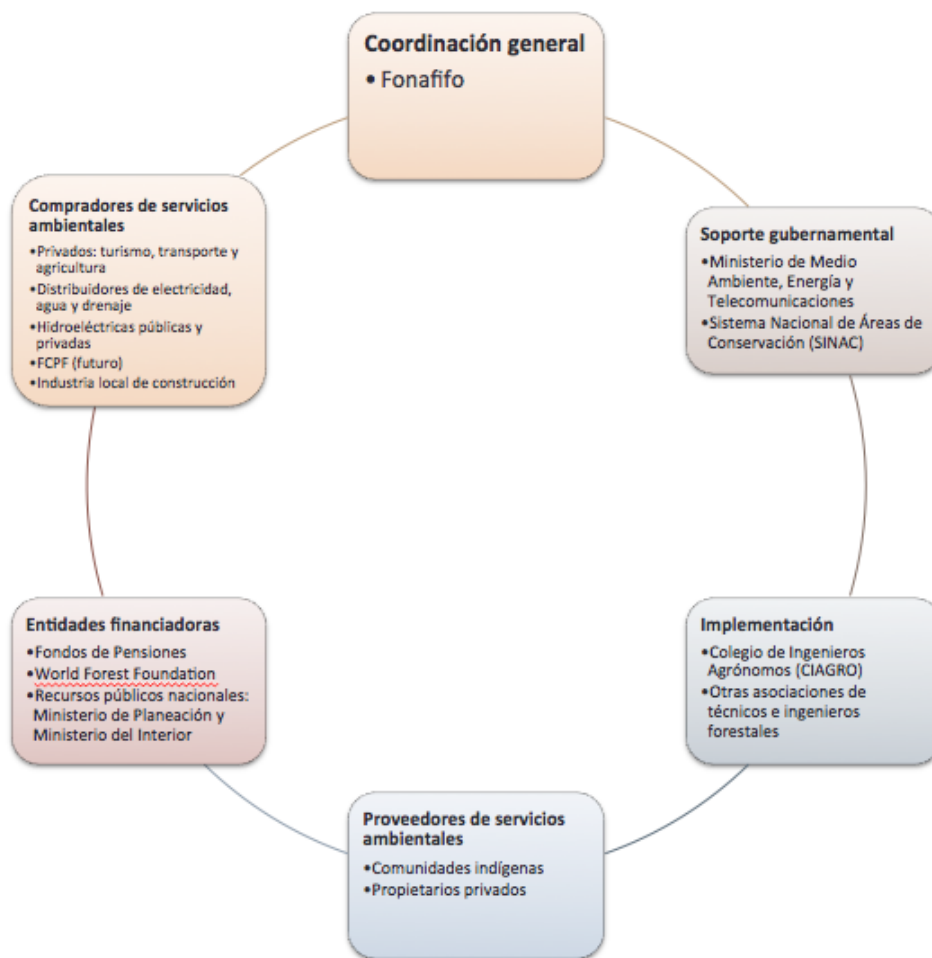 Coordinación general
• Fonafifo
Compradores de servicios
ambientales
•Privados: turismo, transporte y
agricultura
•Distribuidores de electricidad,
agua y drenaje
•Hidroeléctricas públicas y
privadas
•FCPF (futuro)
•Industria local de construcción
Soporte gubernamental
•Ministerio de Medio
Ambiente, Energía y
Telecomunicaciones
•Sistema Nacional de Áreas de
Conservación (SINAC)
Entidades financiadoras
•Fondos de Pensiones
•World Forest Foundation
•Recursos públicos nacionales:
Ministerio de Planeación y
Ministerio del Interior
Implementación
•Colegio de Ingenieros
Agrónomos (CIAGRO)
•Otras asociaciones de
técnicos e ingenieros
forestales
Proveedores de servicios
ambientales
•Comunidades indígenas
•Propietarios privados